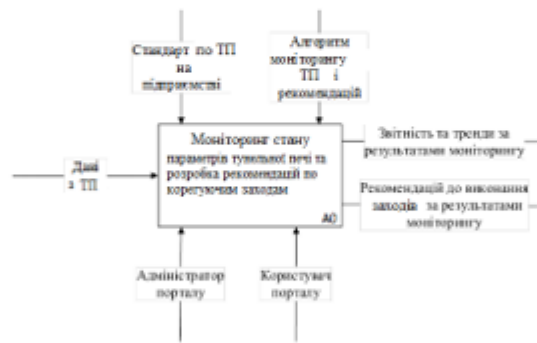 Стандарт по ТП
на
підприємстві
Алгоритм
моніторингу
ТП і
рекомендацій
Моніторинг стану
параметрів тунельної печі та
розробка рекомендацій по
корегуючим заходам
A0
Дані
з ТП
Звітність та тренди за
результатами моніторингу
Рекомендацій до виконання
заходів за результатами
моніторингу
Адміністратор
порталу
Користувач
порталу